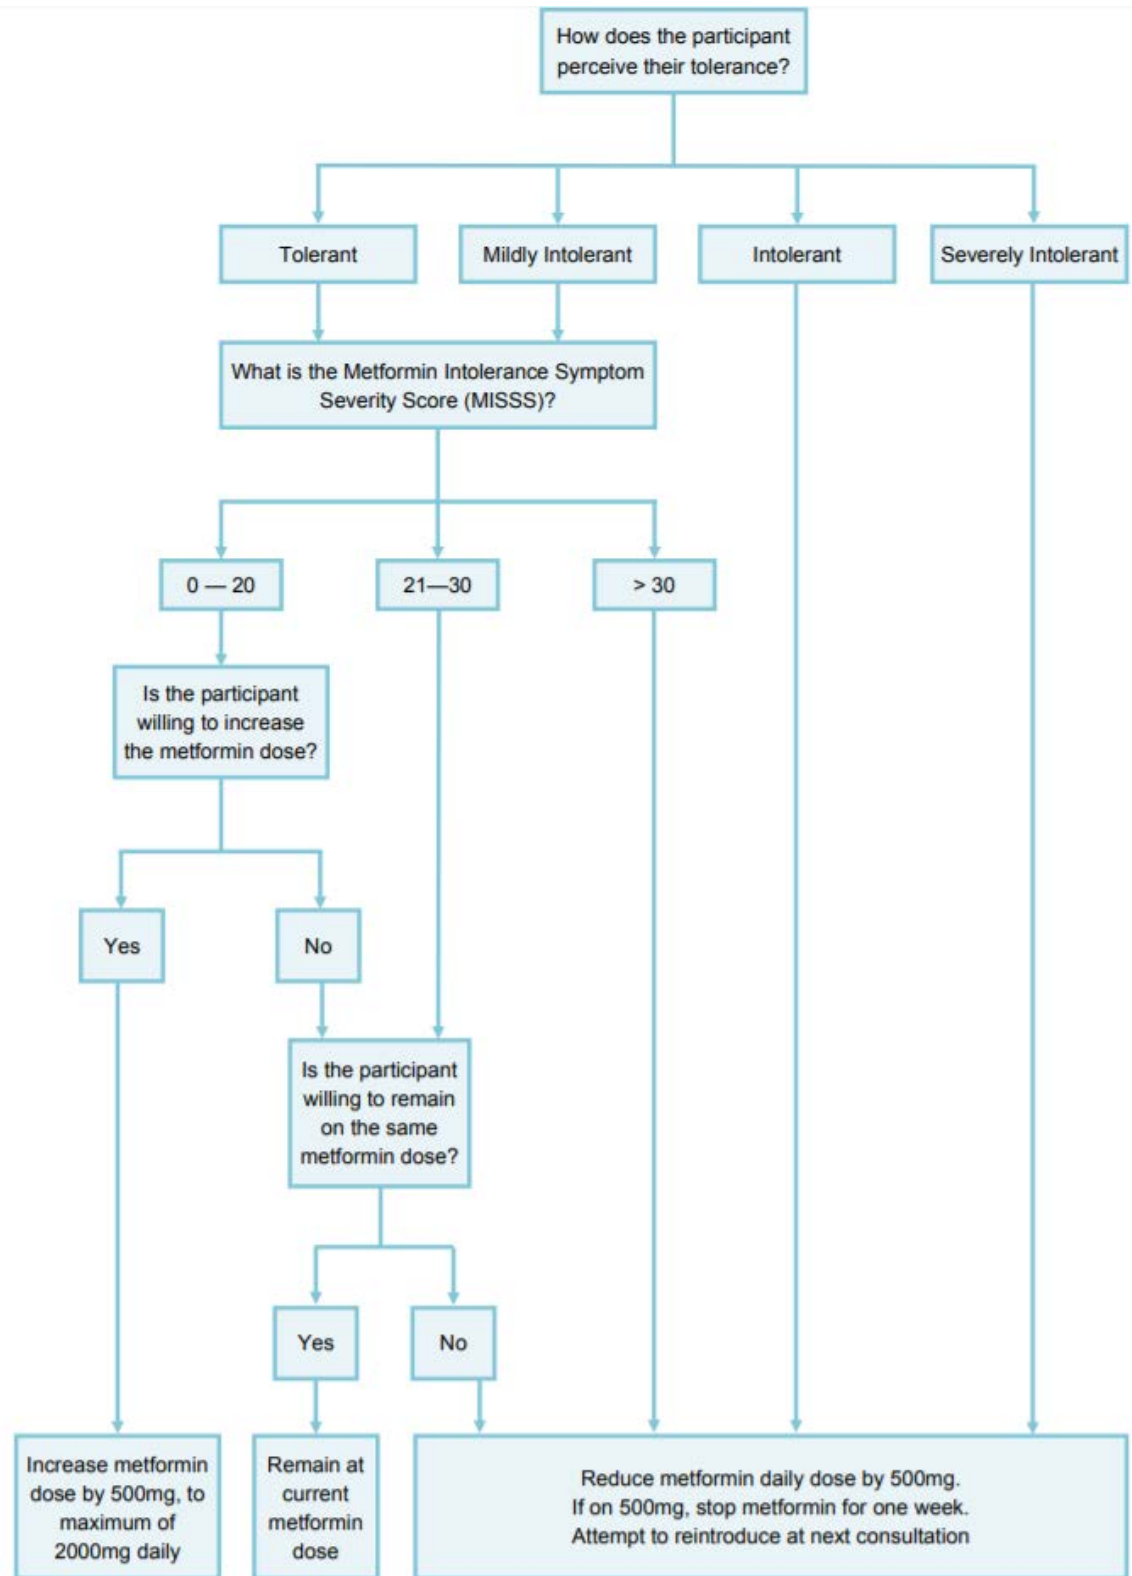 How does the participant
perceive their tolerance?
Tolerant
Mildly Intolerant
Intolerant
Severely Intolerant
What is the Metformin Intolerance Symptom
Severity Score (MISSS)?
0 — 20
21—30
> 30
Is the participant
willing to increase
the metformin dose?
Yes
No
Is the participant
willing to remain
on the same
metformin dose?
Yes
No
Increase metformin
dose by 500mg, to
maximum of
2000mg daily
Remain at
current
metformin
dose
Reduce metformin daily dose by 500mg.
If on 500mg, stop metformin for one week.
Attempt to reintroduce at next consultation